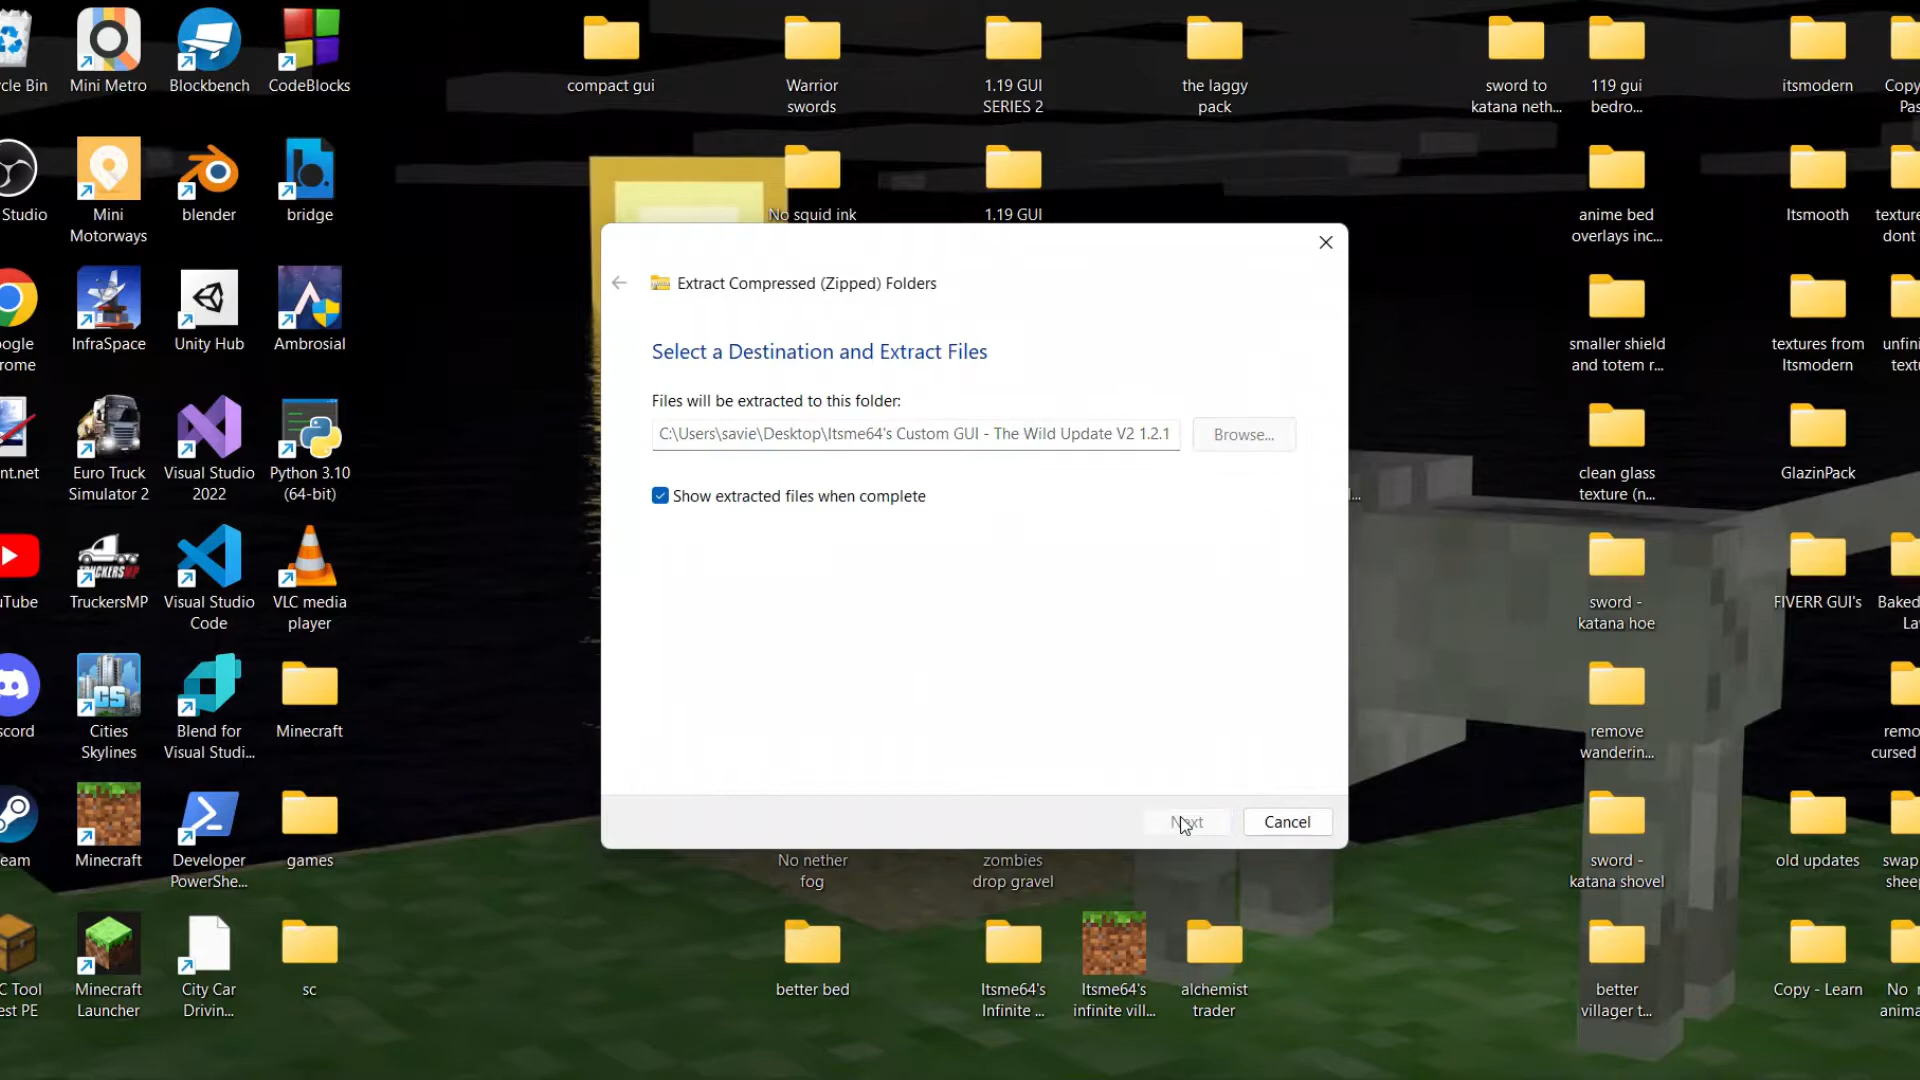 cle Bin
Mini Metro
Blockbench
CodeBlocks
compact gui
Warrior
swords
1.19 GUI
SERIES 2
the laggy
pack
sword to
katana neth...
119 gui
bedro...
itsmodern
Copy
Pas
Studio
Mini
Motorways
blender
bridge
No squid ink
1.19 GUI
anime bed
overlays inc...
Itsmooth
texture
dont
oogle
rome
InfraSpace
Unity Hub
Ambrosial
smaller shield
and totem r...
textures from
Itsmodern
unfini
textu
Extract Compressed (Zipped) Folders
Select a Destination and Extract Files
Files will be extracted to this folder:
C:\Users\savie\Desktop\Itsme64's Custom GUI - The Wild Update V2 1.2.1
Browse...
Show extracted files when complete
Next
Cancel
nt.net
Euro Truck
Simulator 2
Visual Studio
2022
Python 3.10
(64-bit)
clean glass
texture (n...
GlazinPack
uTube
TRUCKERSMP
TruckersMP
Visual Studio
Code
VLC media
player
sword -
katana hoe
FIVERR GUI's
Baked
La
scord
CS
Cities
Skylines
Blend for
Visual Studi...
Minecraft
remove
wanderin...
remo
cursed
eam
Minecraft
Developer
PowerShe...
games
No nether
fog
zombies
drop gravel
sword -
katana shovel
old updates
swap
shee
C Tool
est PE
Minecraft
Launcher
City Car
Drivin...
sc
better bed
Itsme64's
Infinite ...
Itsme64's
infinite vill...
alchemist
trader
better
villager t...
Copy - Learn
No
anima